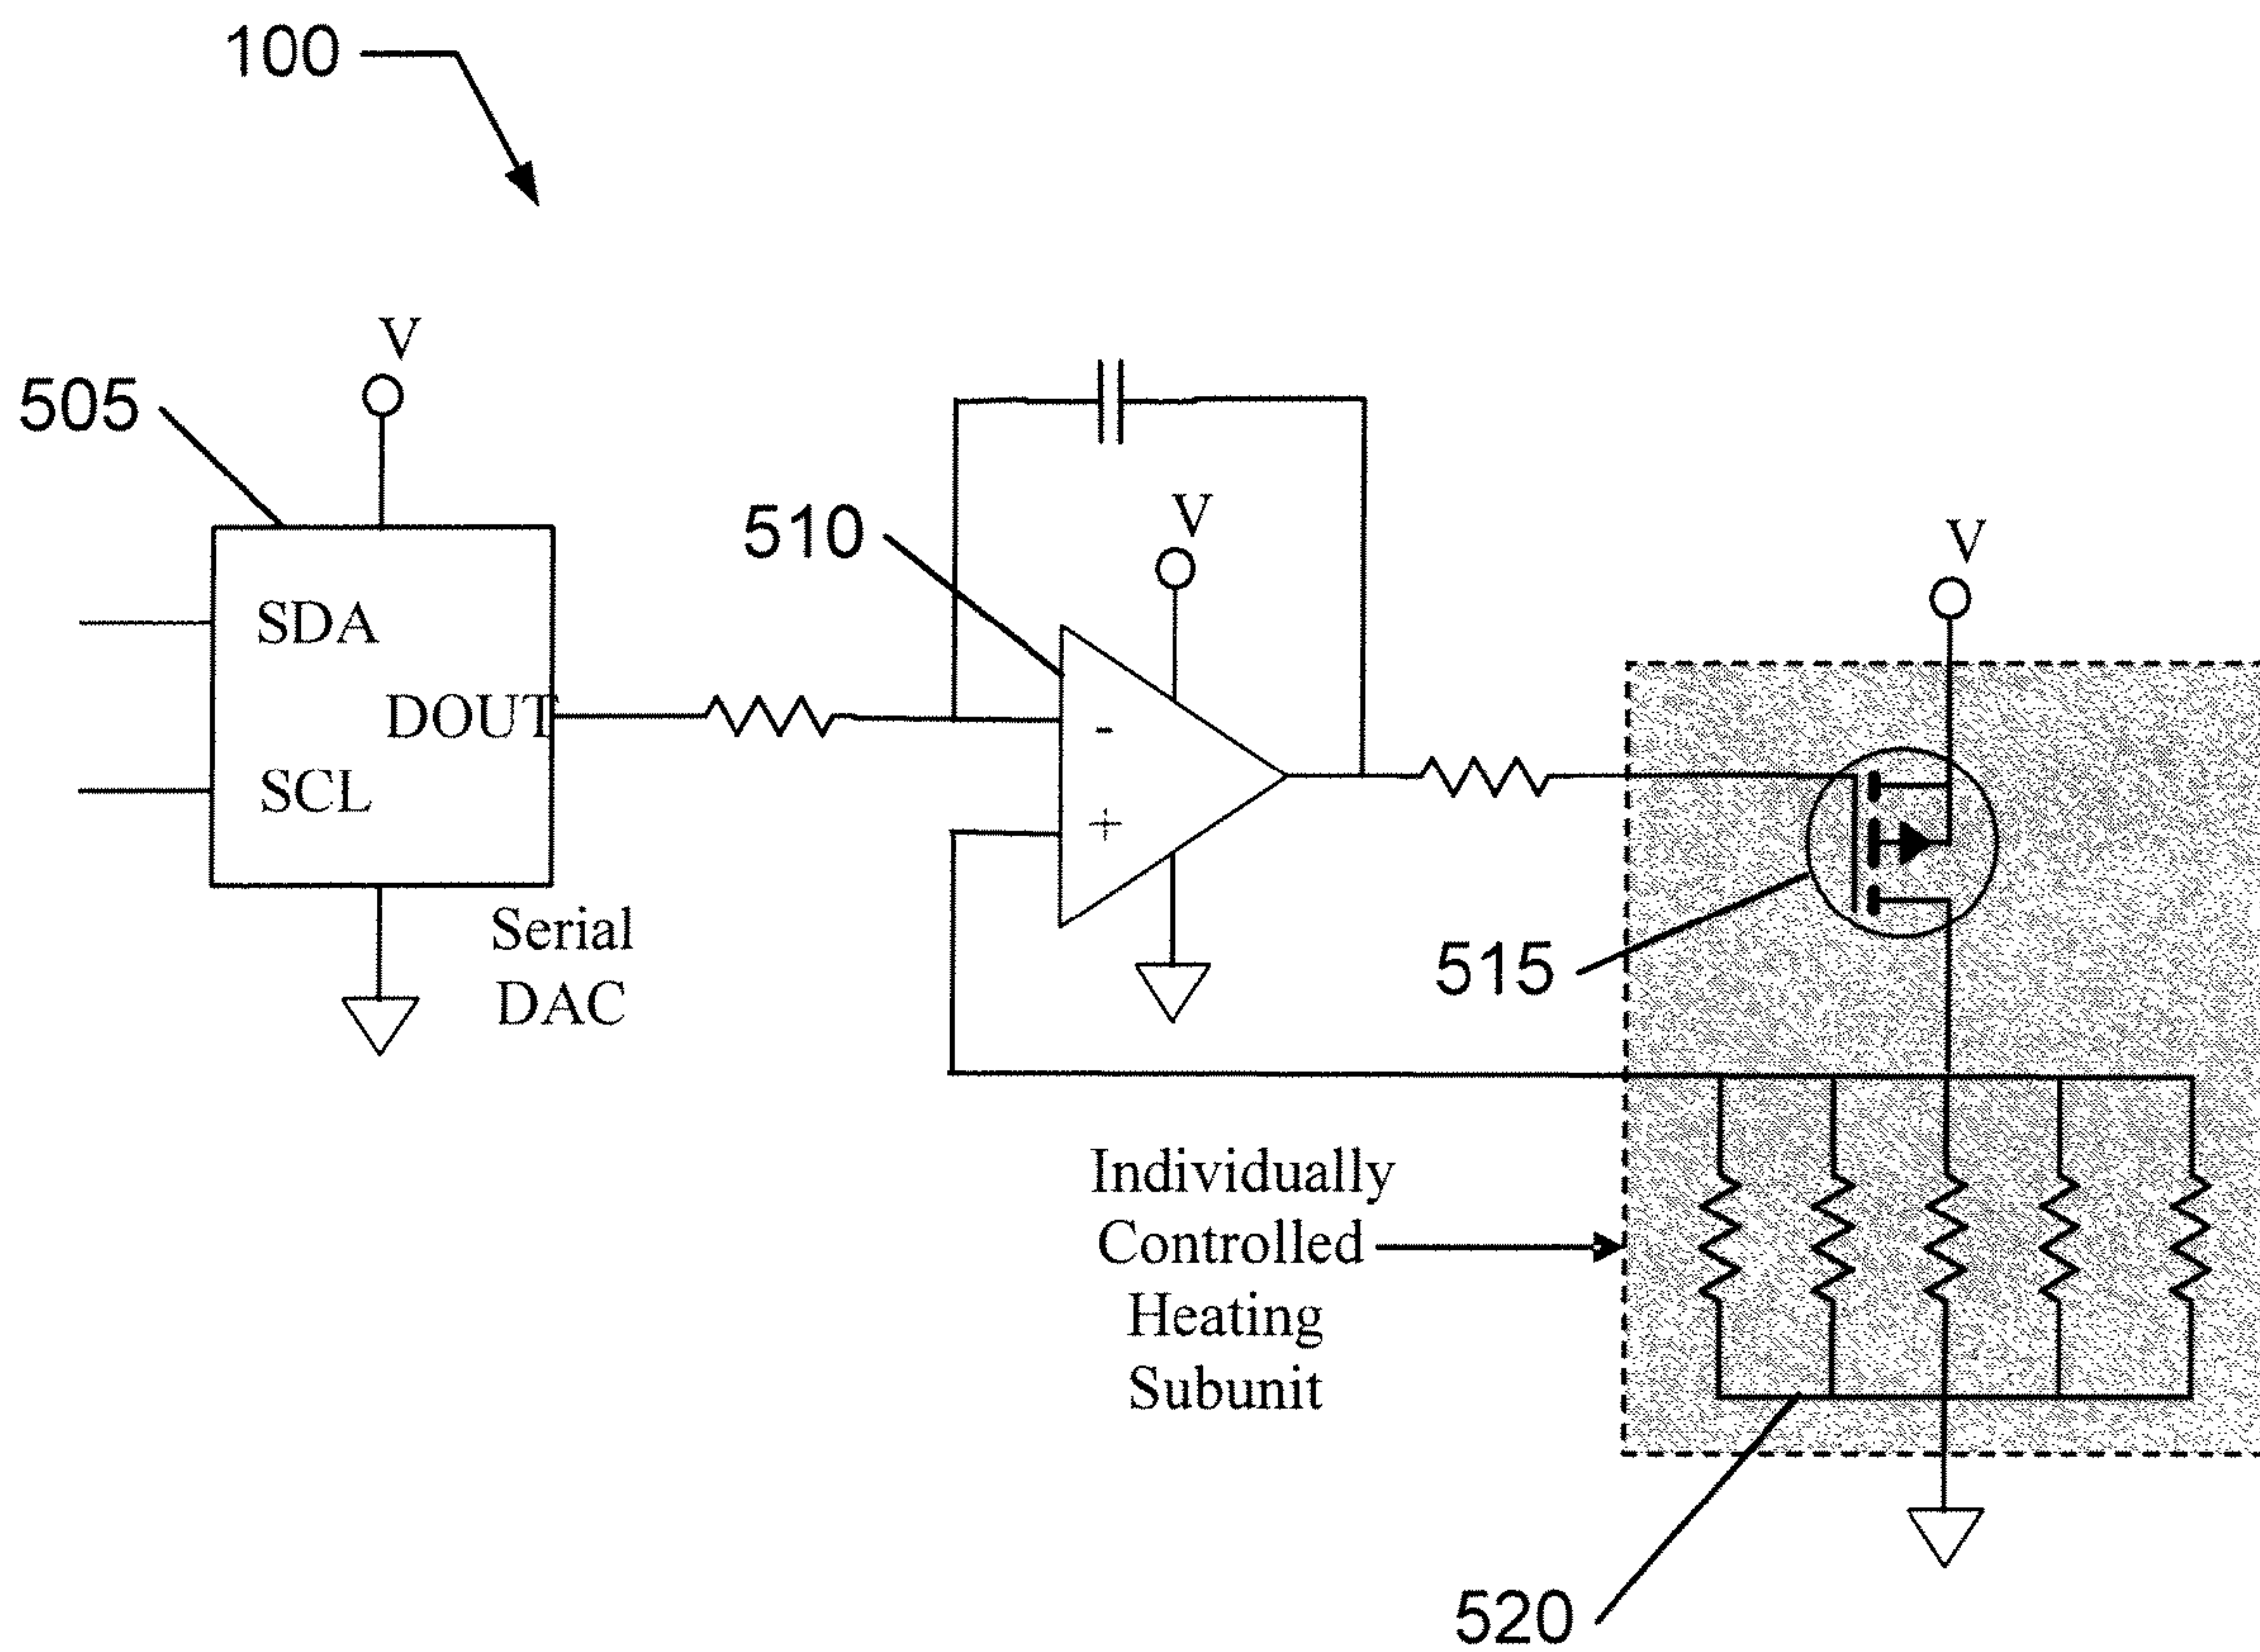 100
V
505
SDA
DOUT
SCL
Serial
DAC
510
V
-
+
V
515
Individually
Controlled
Heating
Subunit
520